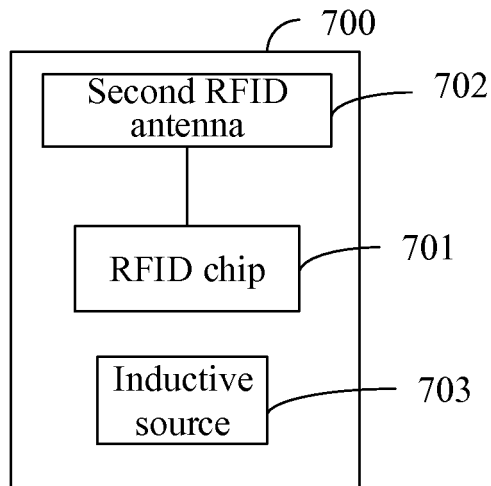 700
Second RFID
antenna
702
RFID chip
701
Inductive
source
703